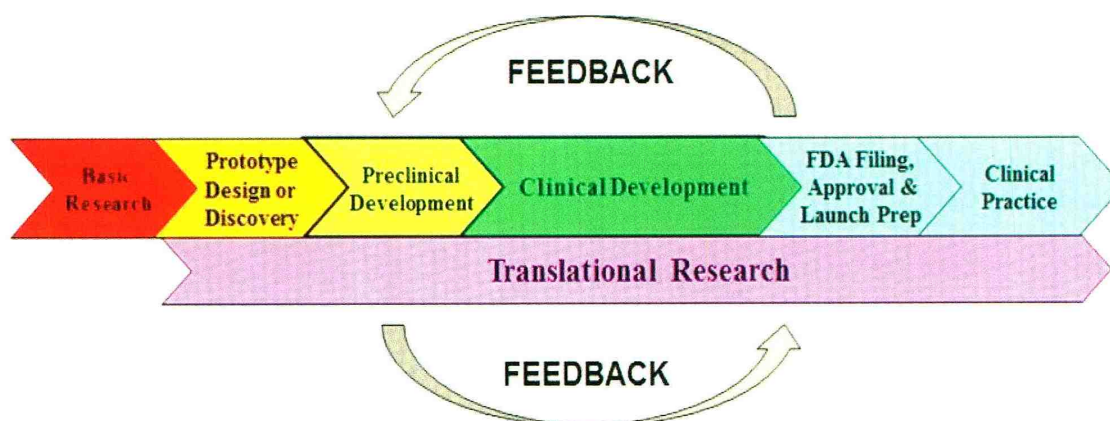 FEEDBACK
Basic
Research
Prototype
Design or
Discovery
Preclinical
Development
Clinical Development
FDA Filing,
Approval &
Launch Prep
Clinical
Practice
Translational Research
FEEDBACK